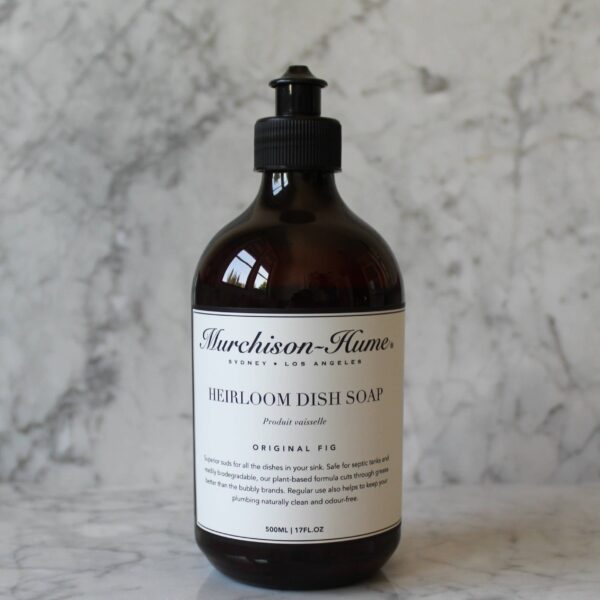 Murchison-Hume®
SYDNEY • LOS ANGELES
HEIRLOOM DISH SOAP
Produit vaisselle
ORIGINAL FIG
Superior suds for all the dishes in your sink. Safe for septic tanks and
readily biodegradable, our plant-based formula cuts through grease
better than the bubbly brands. Regular use also helps to keep your
plumbing naturally clean and odour-free.
500ML | 17FL.OZ